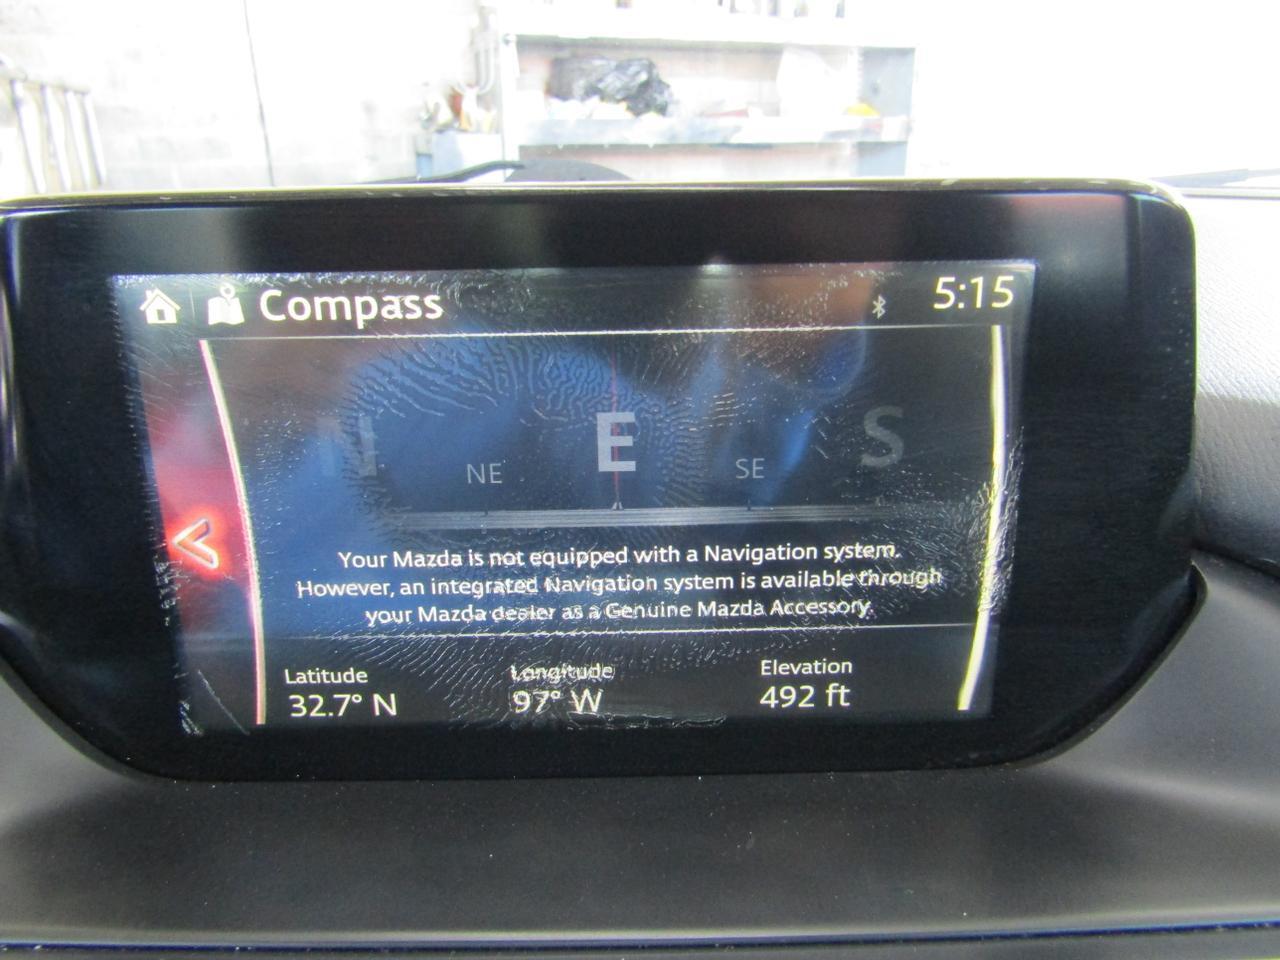 Compass
5:15
N
NE
E
SE
S
Your Mazda is not equipped with a Navigation system.
However, an integrated Navigation system is available through
your Mazda dealer as a Genuine Mazda Accessory.
Latitude
Longitude
Elevation
32.7° N
97° W
492 ft